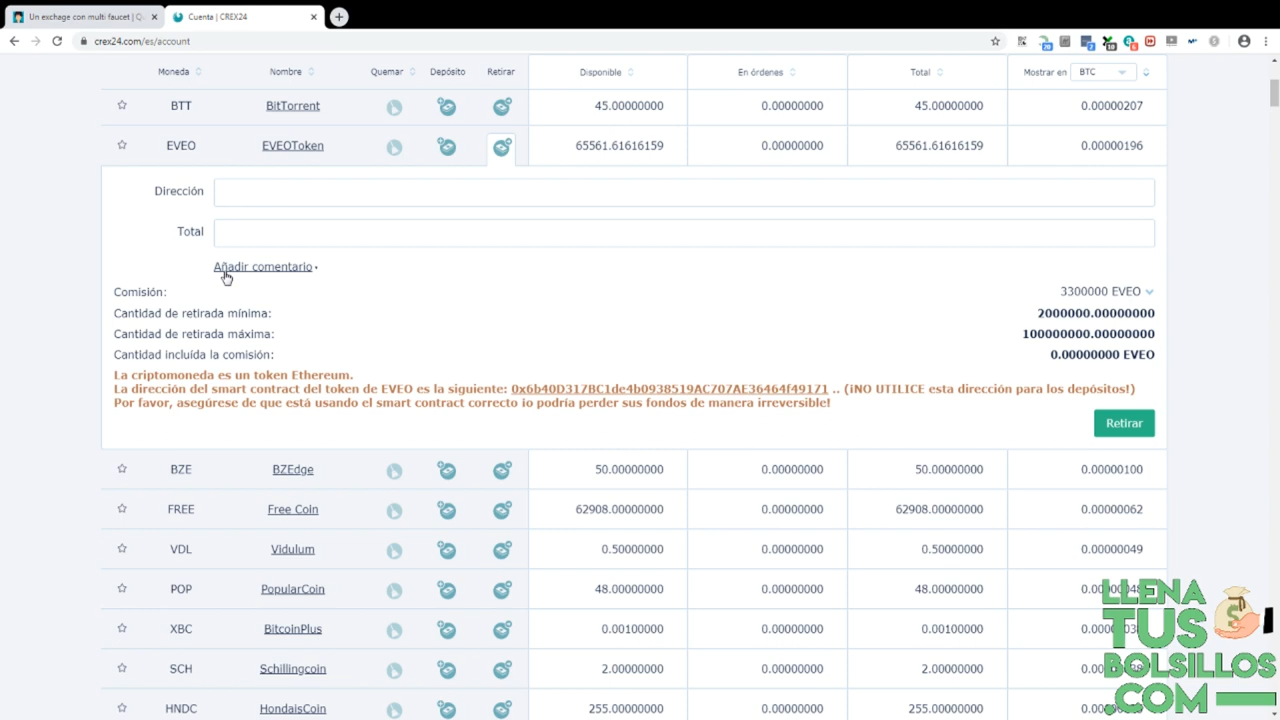 Un exchage con multi faucet | Q
Cuenta | CREX24
crex24.com/es/account
Moneda Nombre Quemar Depósito Retirar Disponible En órdenes Total Mostrar en BTC
BTT BitTorrent 45.00000000 0.00000000 45.00000000 0.00000207
EVEO EVEOToken 65561.61616159 0.00000000 65561.61616159 0.00000196
Dirección
Total
Añadir comentario
Comisión: 3300000 EVEO
Cantidad de retirada mínima: 2000000.00000000
Cantidad de retirada máxima: 100000000.00000000
Cantidad incluída la comisión: 0.00000000 EVEO
La criptomoneda es un token Ethereum.
La dirección del smart contract del token de EVEO es la siguiente: 0x6b40D317BC1de4b0938519AC707AE36464f49171 .. (¡NO UTILICE esta dirección para los depósitos!)
Por favor, asegúrese de que está usando el smart contract correcto ¡o podría perder sus fondos de manera irreversible!
Retirar
BZE BZEdge 50.00000000 0.00000000 50.00000000 0.00000100
FREE Free Coin 62908.00000000 0.00000000 62908.00000000 0.00000062
VDL Vidulum 0.50000000 0.00000000 0.50000000 0.00000049
POP PopularCoin 48.00000000 0.00000000 48.00000000
XBC BitcoinPlus 0.00100000 0.00000000 0.00100000
SCH Schillingcoin 2.00000000 0.00000000 2.00000000
HNDC HondaisCoin 255.00000000 0.00000000 255.00000000
LLENA
TUS
BOLSILLOS
.COM